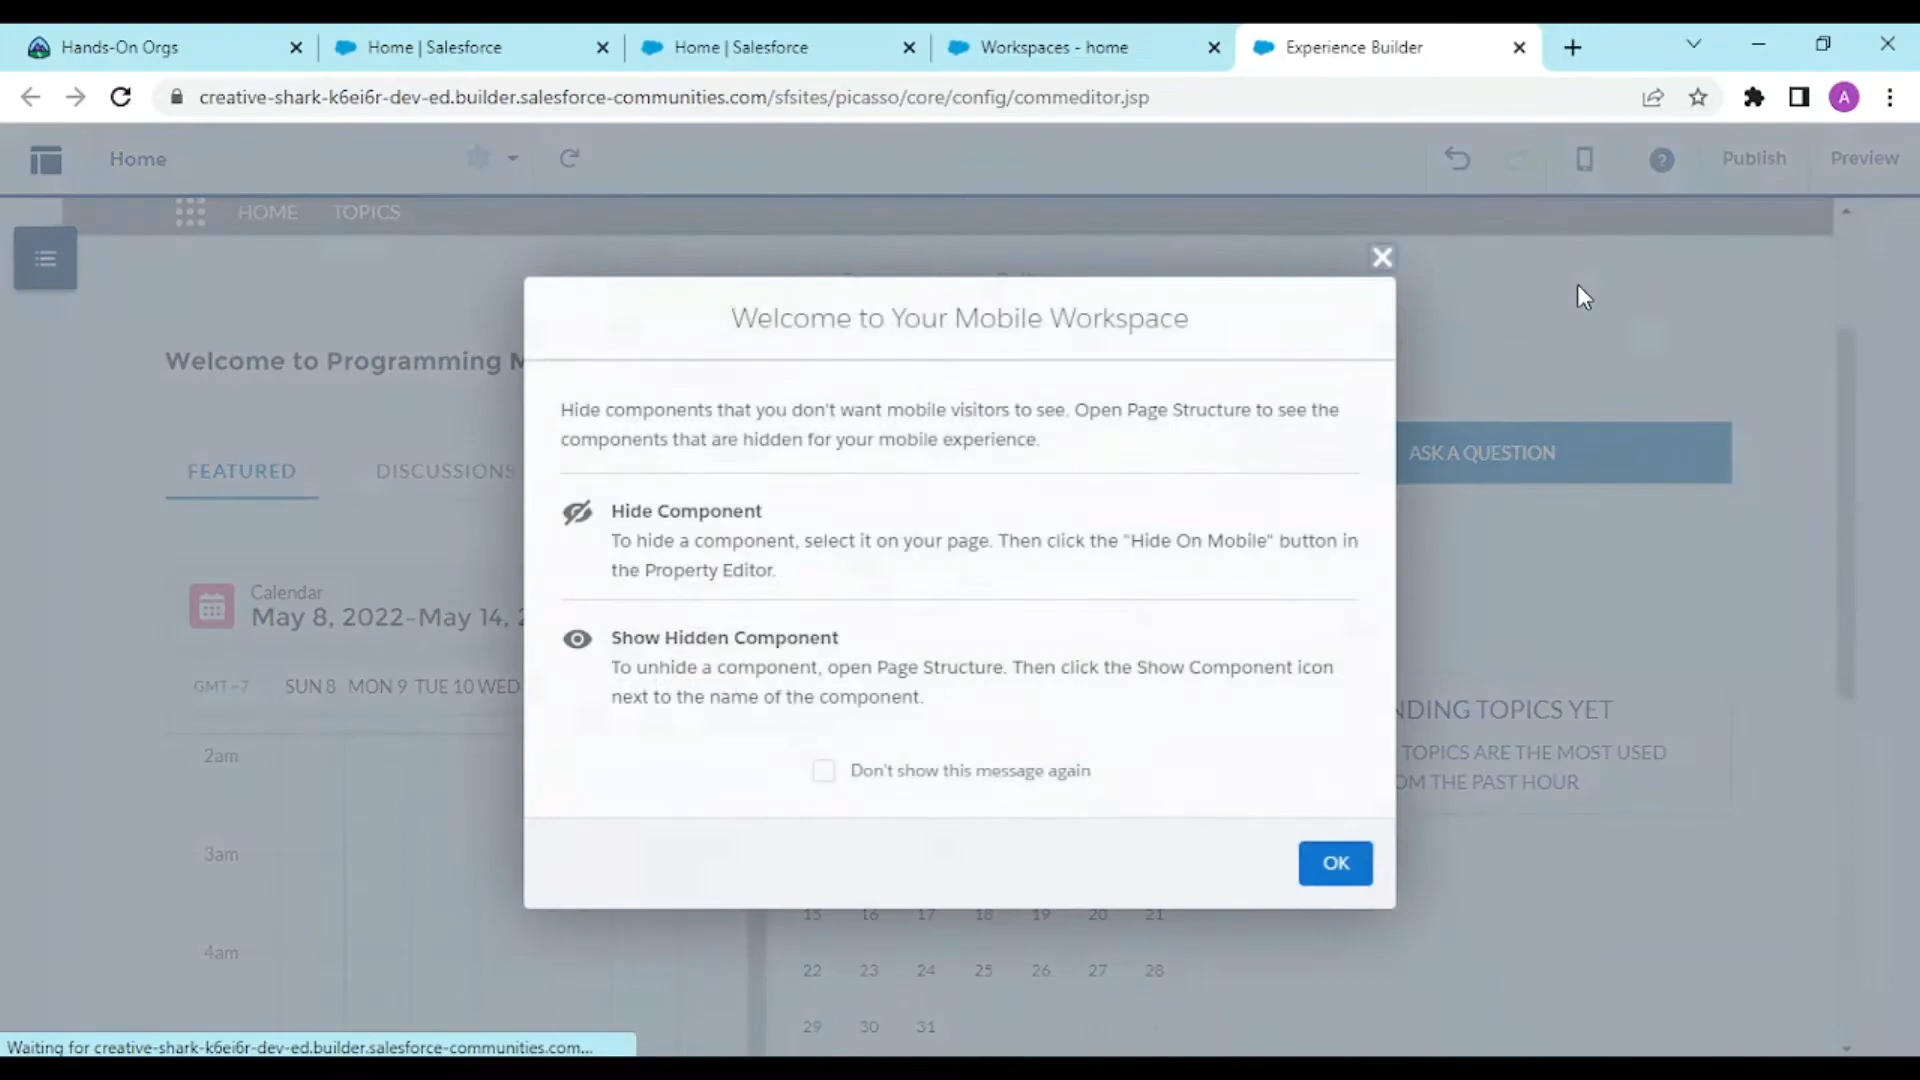 Hands-On Orgs
Home | Salesforce
Home | Salesforce
Workspaces - home
Experience Builder
creative-shark-k6ei6r-dev-ed.builder.salesforce-communities.com/sfsites/picasso/core/config/commeditor.jsp
A
Home
?
Publish
Preview
HOME
TOPICS
Welcome to Your Mobile Workspace
Welcome to Programming
Hide components that you don't want mobile visitors to see. Open Page Structure to see the
components that are hidden for your mobile experience.
ASK A QUESTION
FEATURED
DISCUSSIONS
Hide Component
To hide a component, select it on your page. Then click the "Hide On Mobile" button in
the Property Editor.
Calendar
May 8, 2022–May 14,
Show Hidden Component
To unhide a component, open Page Structure. Then click the Show Component icon
next to the name of the component.
GMT -7
SUN 8 MON 9 TUE 10 WED
NDING TOPICS YET
TOPICS ARE THE MOST USED
OM THE PAST HOUR
2am
Don't show this message again
3am
OK
15 16 17 18 19 20 21
4am
22 23 24 25 26 27 28
29 30 31
Waiting for creative-shark-k6ei6r-dev-ed.builder.salesforce-communities.com...